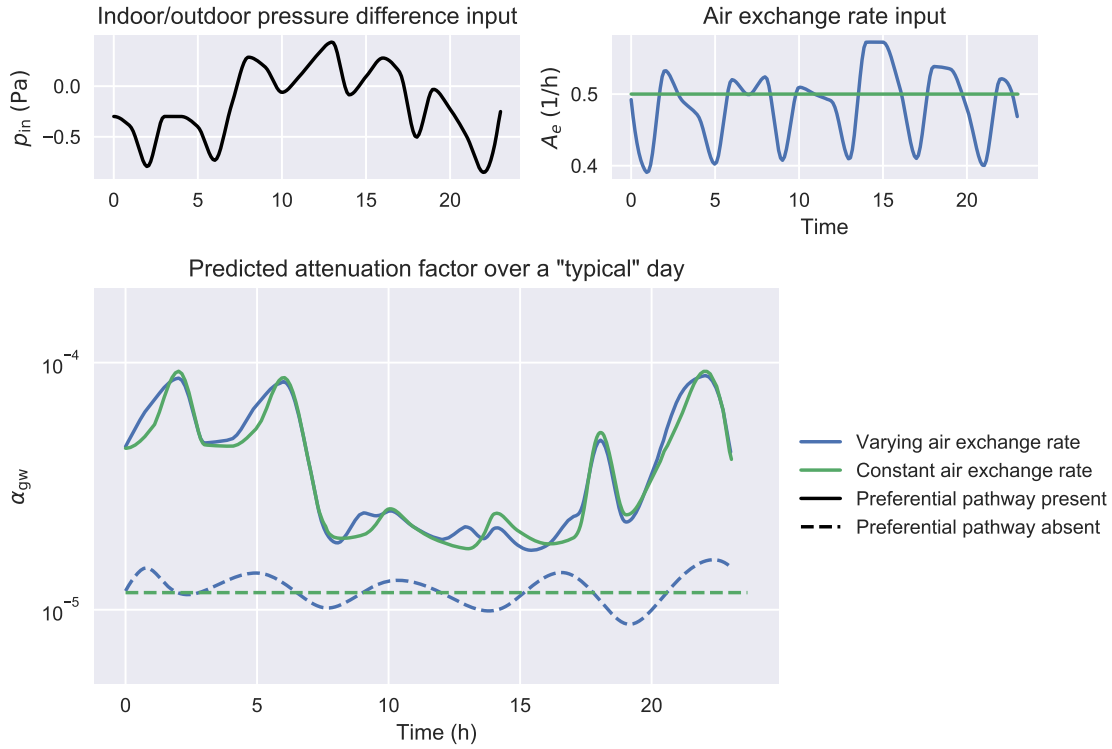 Indoor/outdoor pressure difference input
Air exchange rate input
p_in (Pa)
0.0
−0.5
0 5 10 15 20
A_e (1/h)
0.5
0.4
0 5 10 15 20
Time
Predicted attenuation factor over a "typical" day
α_gw
10⁻⁴
10⁻⁵
0 5 10 15 20
Time (h)
Varying air exchange rate
Constant air exchange rate
Preferential pathway present
Preferential pathway absent